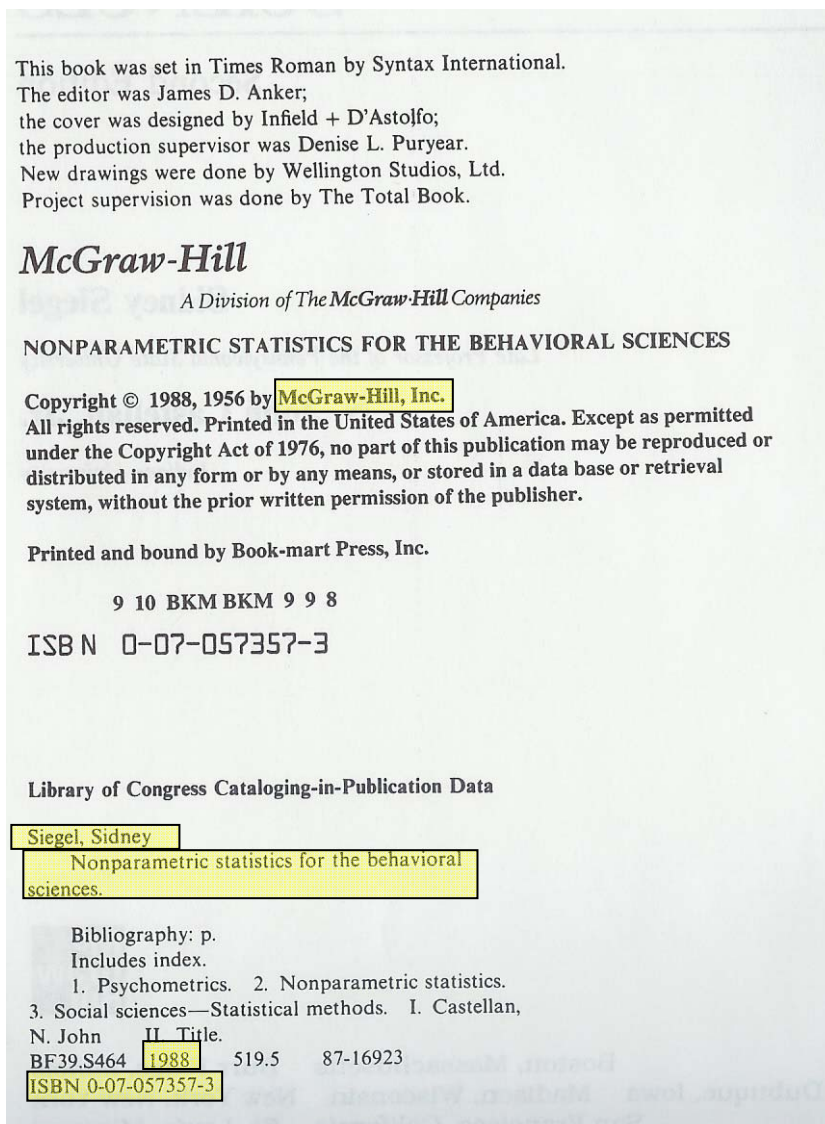 This book was set in Times Roman by Syntax International.
The editor was James D. Anker;
the cover was designed by Infield + D'Astolfo;
the production supervisor was Denise L. Puryear.
New drawings were done by Wellington Studios, Ltd.
Project supervision was done by The Total Book.
McGraw-Hill
A Division of The McGraw-Hill Companies
NONPARAMETRIC STATISTICS FOR THE BEHAVIORAL SCIENCES
Copyright © 1988, 1956 by McGraw-Hill, Inc.
All rights reserved. Printed in the United States of America. Except as permitted
under the Copyright Act of 1976, no part of this publication may be reproduced or
distributed in any form or by any means, or stored in a data base or retrieval
system, without the prior written permission of the publisher.
Printed and bound by Book-mart Press, Inc.
9 10 BKM BKM 9 9 8
ISBN 0-07-057357-3
Library of Congress Cataloging-in-Publication Data
Siegel, Sidney
Nonparametric statistics for the behavioral
sciences.
Bibliography: p.
Includes index.
1. Psychometrics. 2. Nonparametric statistics.
3. Social sciences—Statistical methods. I. Castellan,
N. John II. Title.
BF39.S464 1988 519.5 87-16923
ISBN 0-07-057357-3